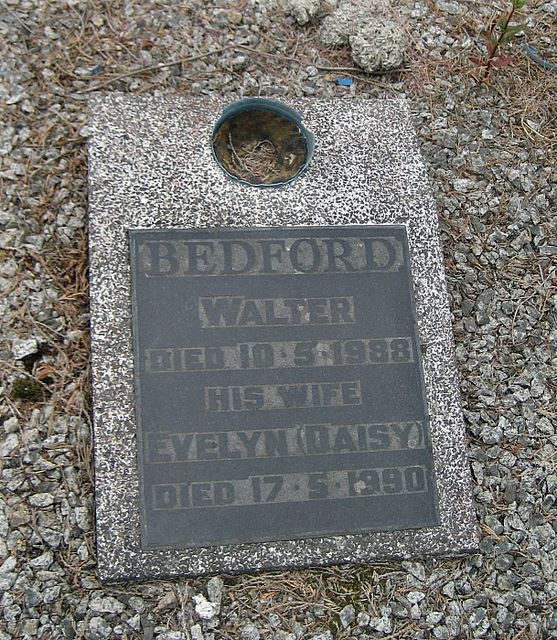 BEDFORD
WALTER
DIED 10·5·1988
HIS WIFE
EVELYN (DAISY)
DIED 17·5·1990